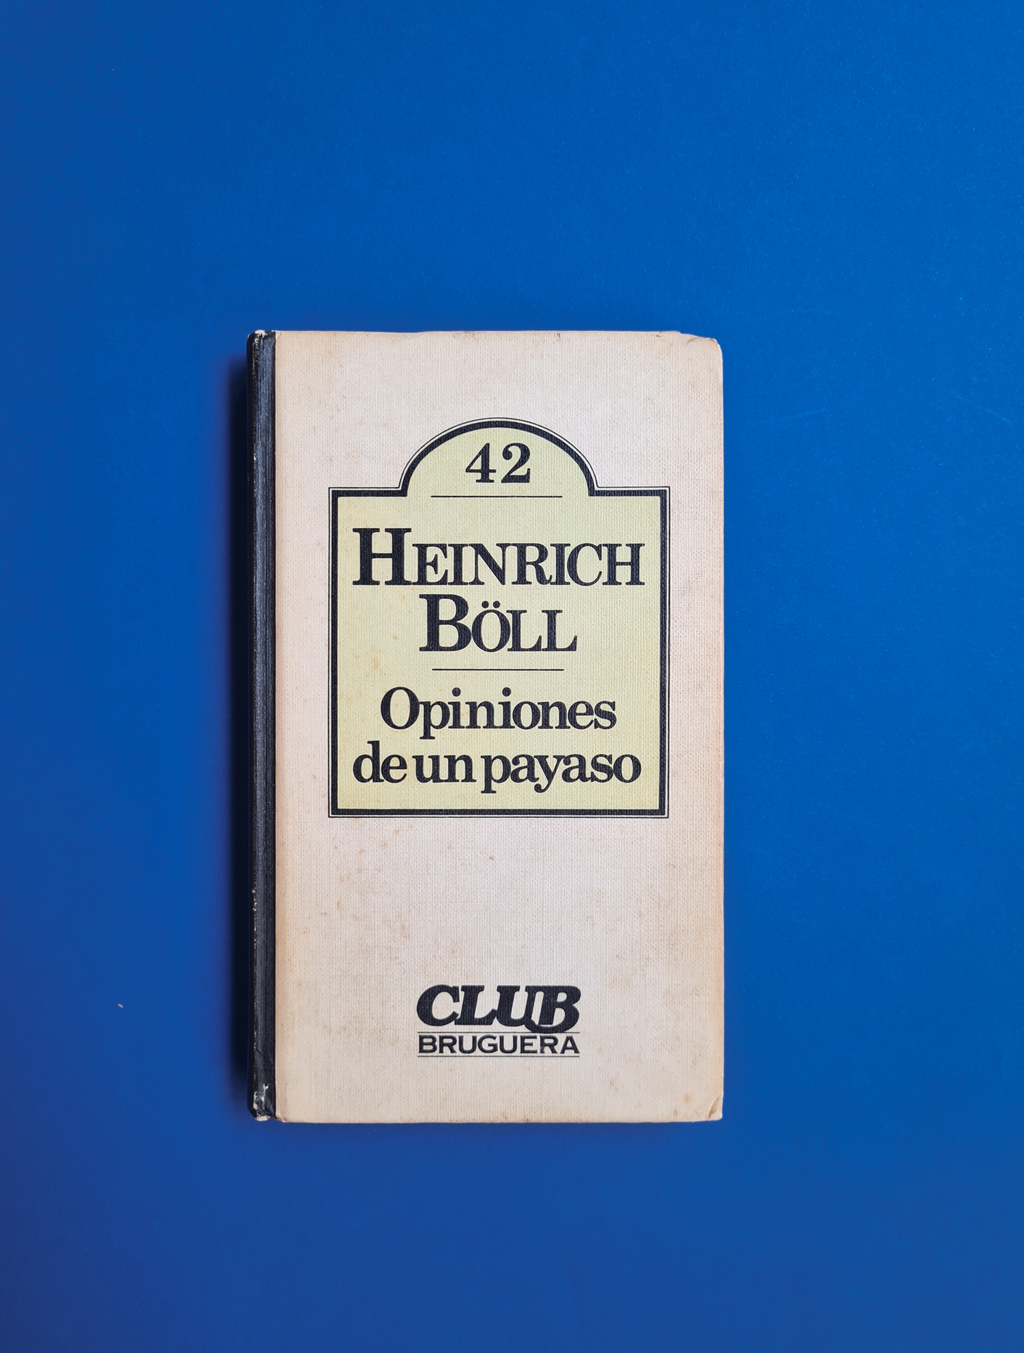 42
HEINRICH
BÖLL
Opiniones
de un payaso
CLUB
BRUGUERA